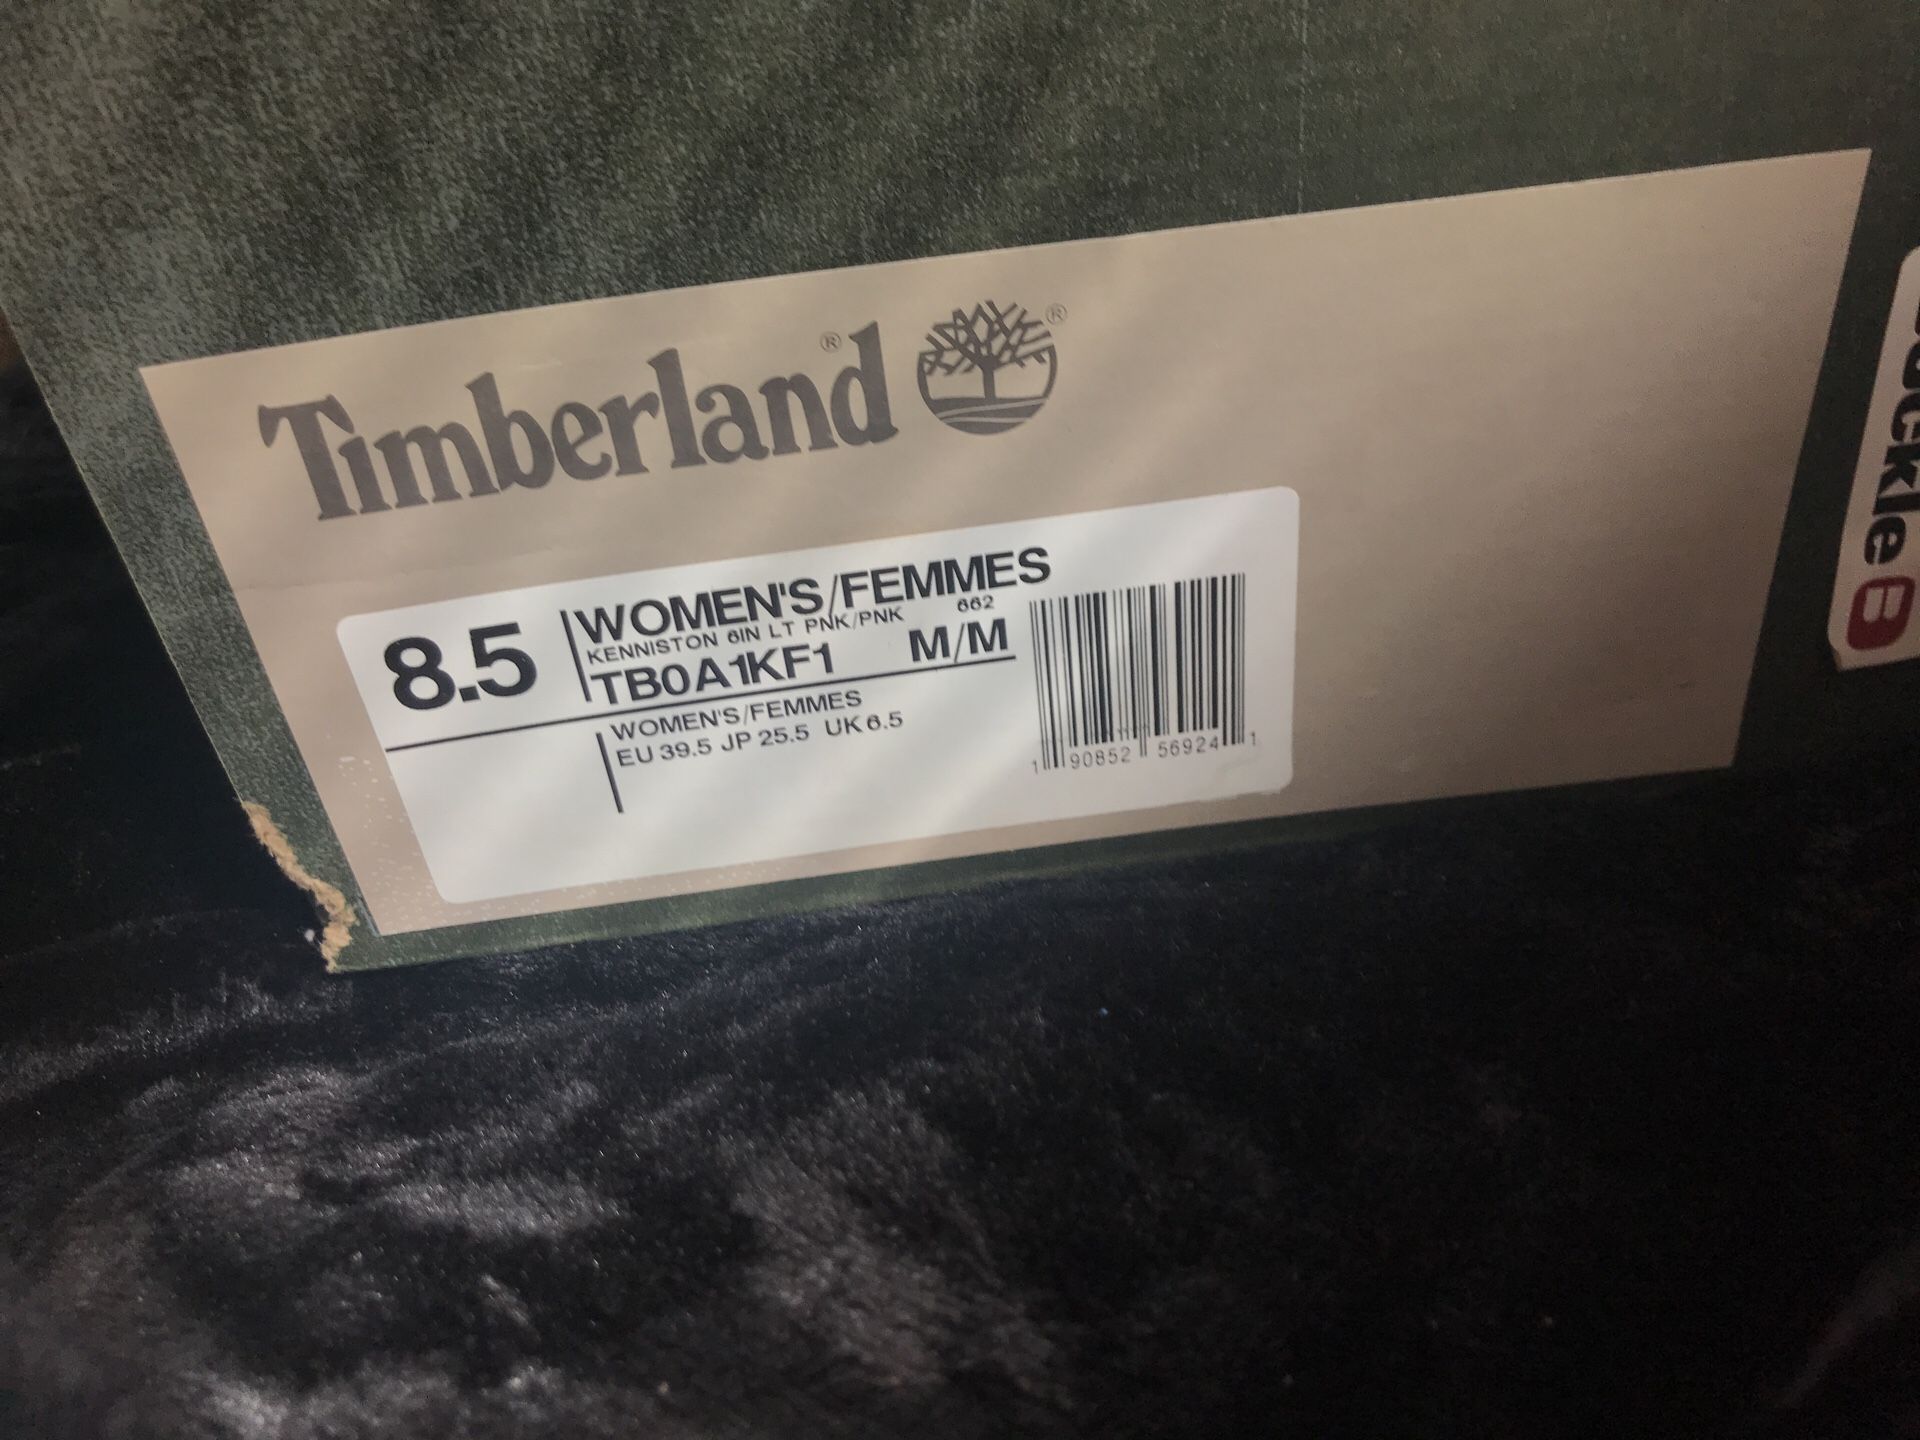 Timberland® ®
8.5
WOMEN'S/FEMMES
KENNISTON 6IN LT PNK/PNK 662
TB0A1KF1 M/M
WOMEN'S/FEMMES
EU 39.5 JP 25.5 UK 6.5
1 90852 56924 1
uckle B